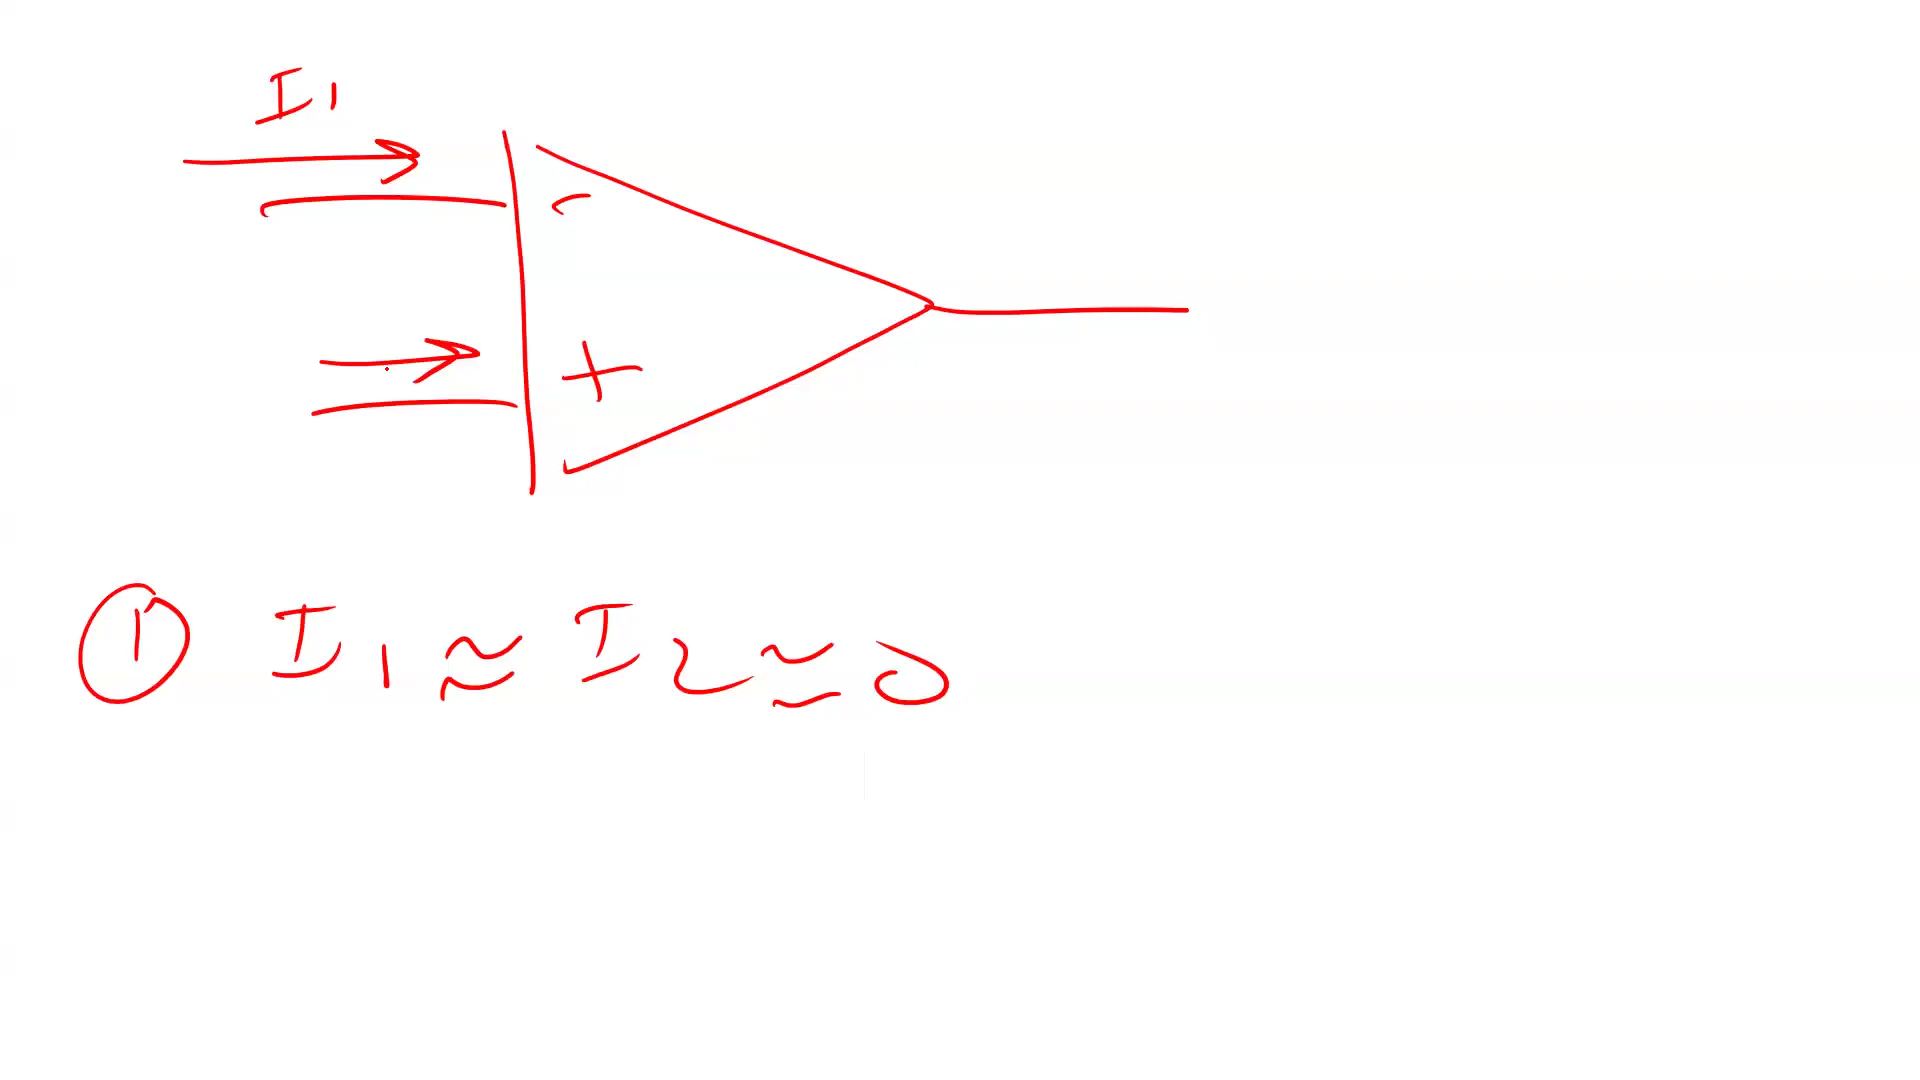 I1
-
+
① I1 ≈ I2 ≈ 0